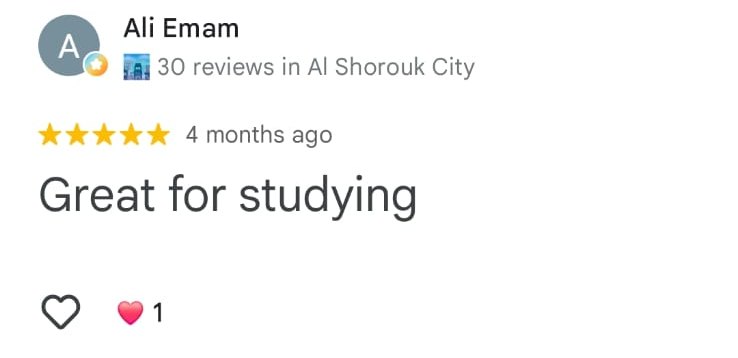 A
Ali Emam
30 reviews in Al Shorouk City
4 months ago
Great for studying
1